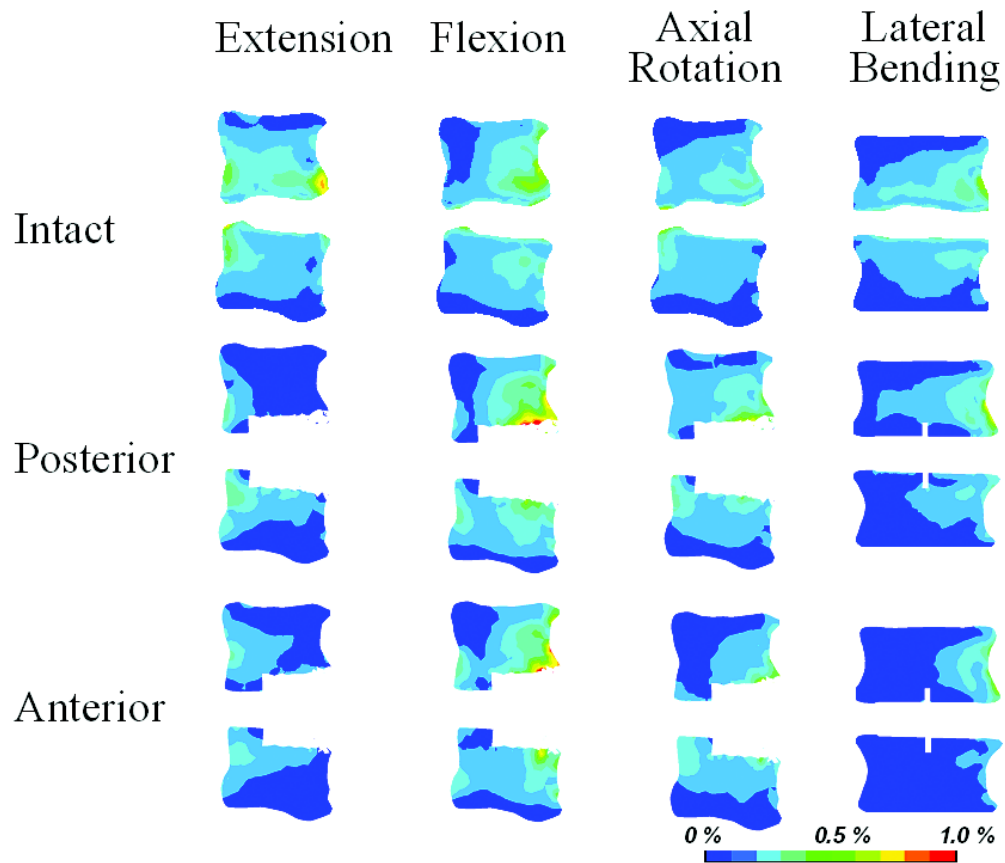 Extension Flexion Axial Rotation Lateral Bending
Intact
Posterior
Anterior
0 % 0.5 % 1.0 %